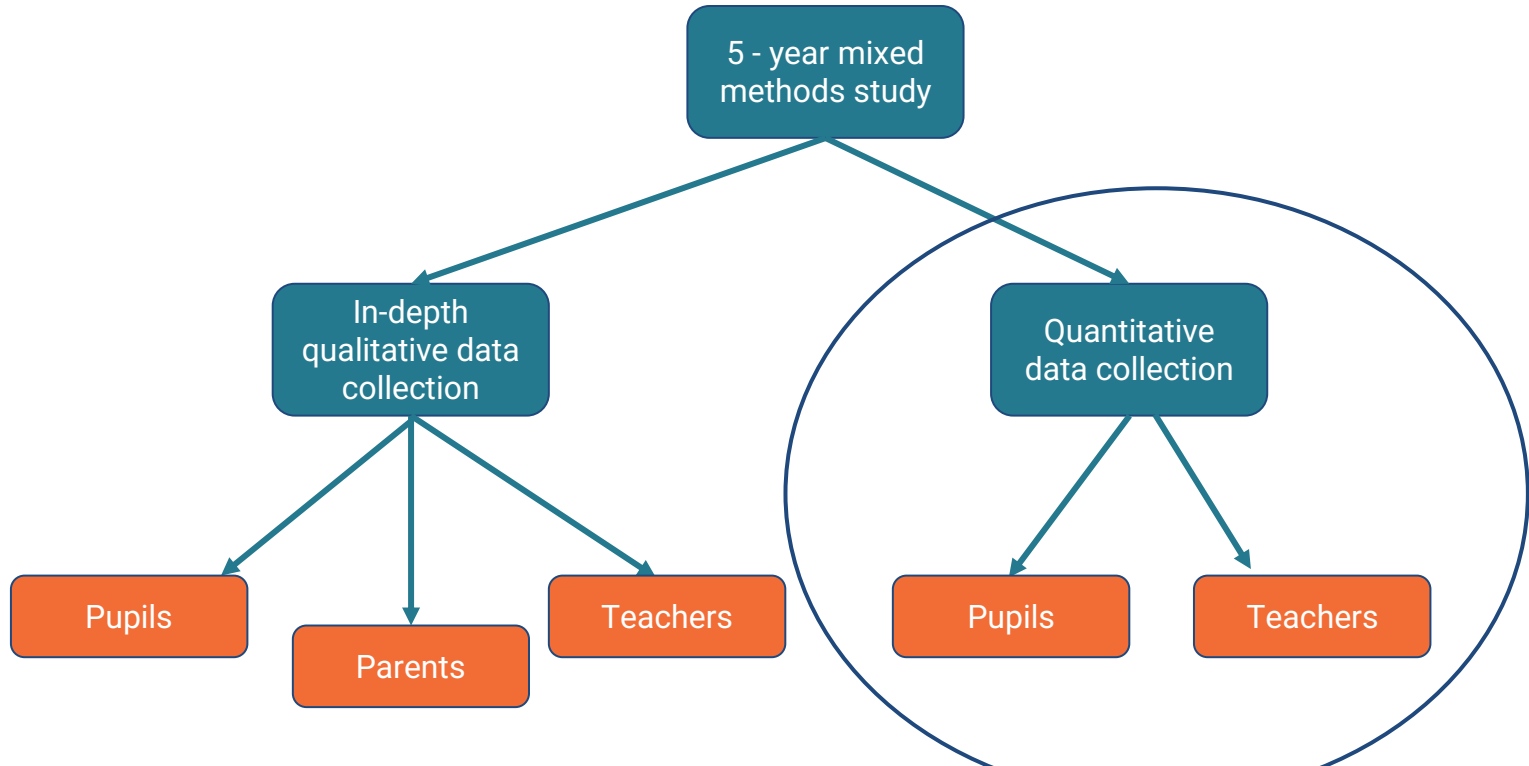 5 - year mixed
methods study
In-depth
qualitative data
collection
Quantitative
data collection
Pupils
Parents
Teachers
Pupils
Teachers